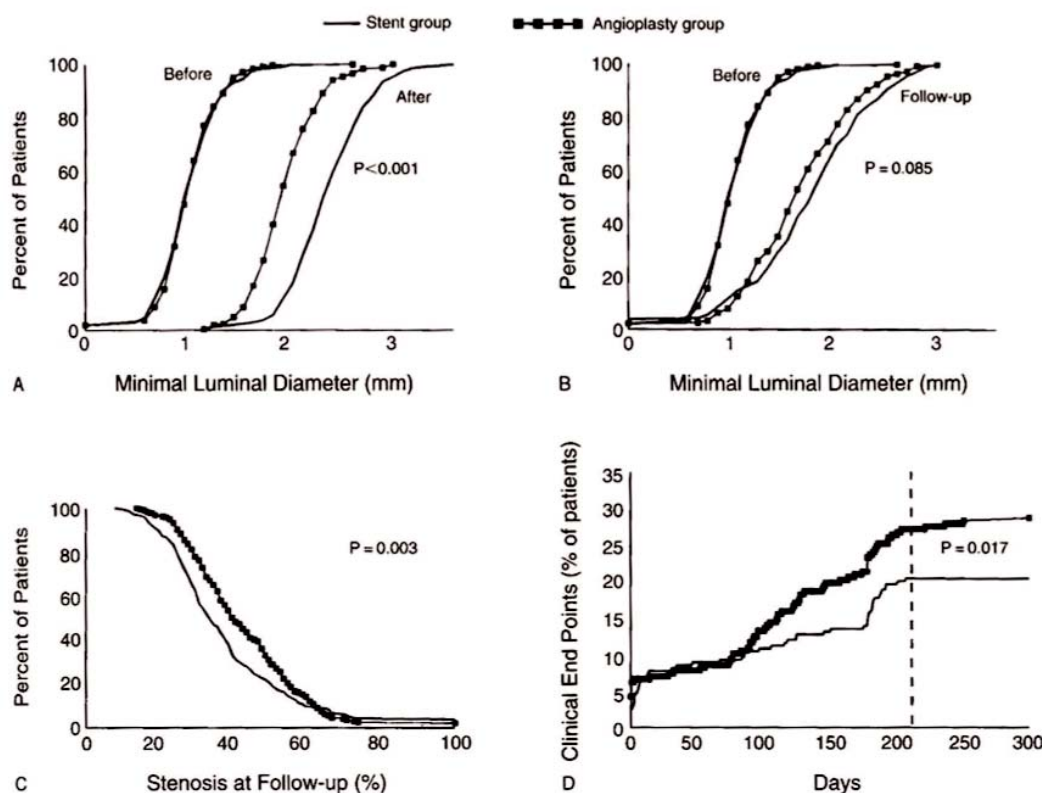 Stent group
Angioplasty group
Percent of Patients
100
80
60
40
20
0
Before
After
P<0.001
0 1 2 3
A
Minimal Luminal Diameter (mm)
Percent of Patients
100
80
60
40
20
0
Before
Follow-up
P = 0.085
0 1 2 3
B
Minimal Luminal Diameter (mm)
Percent of Patients
100
80
60
40
20
0
P = 0.003
0 20 40 60 80 100
C
Stenosis at Follow-up (%)
Clinical End Points (% of patients)
35
30
25
20
15
10
5
0
P = 0.017
0 50 100 150 200 250 300
D
Days